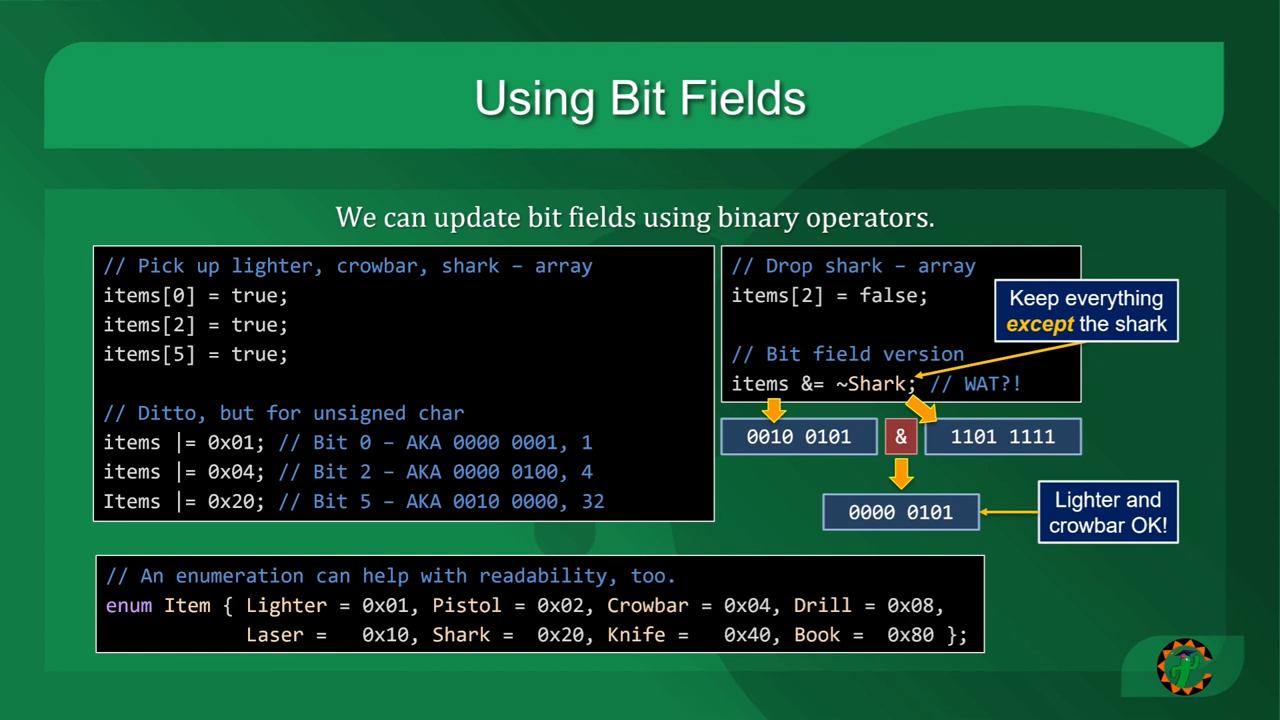 Using Bit Fields
We can update bit fields using binary operators.
// Pick up lighter, crowbar, shark – array
items[0] = true;
items[2] = true;
items[5] = true;
// Ditto, but for unsigned char
items |= 0x01; // Bit 0 – AKA 0000 0001, 1
items |= 0x04; // Bit 2 – AKA 0000 0100, 4
Items |= 0x20; // Bit 5 – AKA 0010 0000, 32
// Drop shark – array
items[2] = false;
// Bit field version
items &= ~Shark; // WAT?!
Keep everything
except the shark
0010 0101
&
1101 1111
0000 0101
Lighter and
crowbar OK!
// An enumeration can help with readability, too.
enum Item { Lighter = 0x01, Pistol = 0x02, Crowbar = 0x04, Drill = 0x08,
Laser = 0x10, Shark = 0x20, Knife = 0x40, Book = 0x80 };